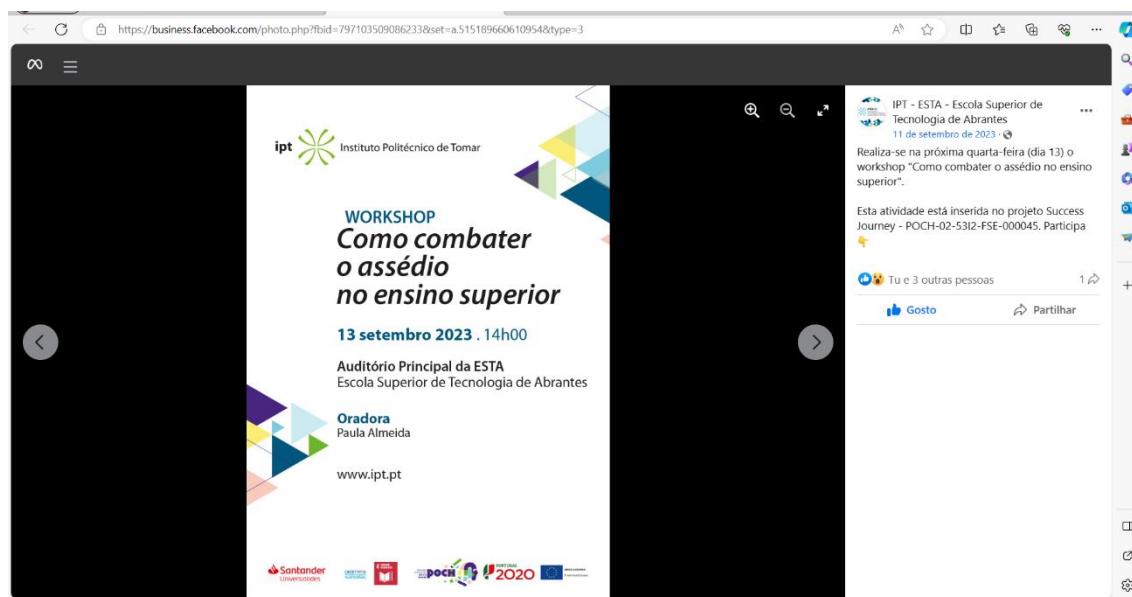 https://business.facebook.com/photo.php?fbid=797103509086233&set=a.515189660610954&type=3
ipt Instituto Politécnico de Tomar
WORKSHOP
Como combater
o assédio
no ensino superior
13 setembro 2023 . 14h00
Auditório Principal da ESTA
Escola Superior de Tecnologia de Abrantes
Oradora
Paula Almeida
www.ipt.pt
Santander
Universidades
POCH
PORTUGAL
2020
IPT - ESTA - Escola Superior de
Tecnologia de Abrantes
11 de setembro de 2023
Realiza-se na próxima quarta-feira (dia 13) o
workshop "Como combater o assédio no ensino
superior".
Esta atividade está inserida no projeto Success
Journey - POCH-02-53I2-FSE-000045. Participa
Tu e 3 outras pessoas
1
Gosto
Partilhar